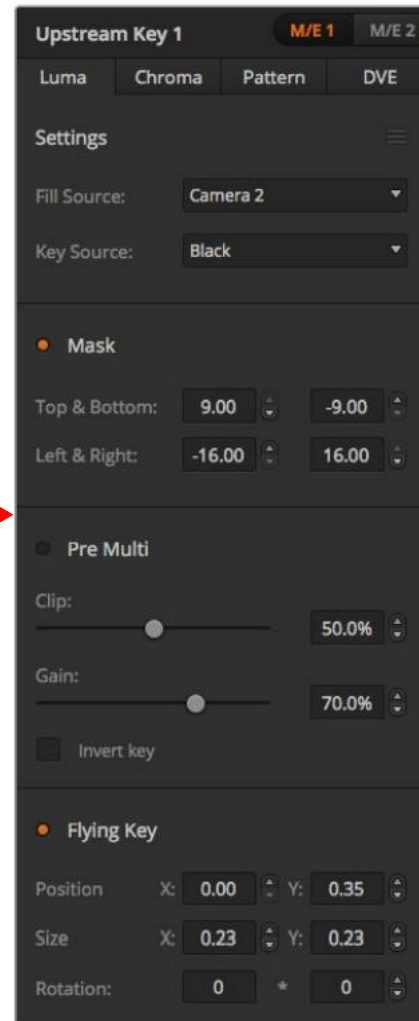 Upstream Key 1 M/E 1 M/E 2
Luma Chroma Pattern DVE
Settings
Fill Source: Camera 2
Key Source: Black
Mask
Top & Bottom: 9.00 -9.00
Left & Right: -16.00 16.00
Pre Multi
Clip:
50.0%
Gain:
70.0%
Invert key
Flying Key
Position X: 0.00 Y: 0.35
Size X: 0.23 Y: 0.23
Rotation: 0 * 0